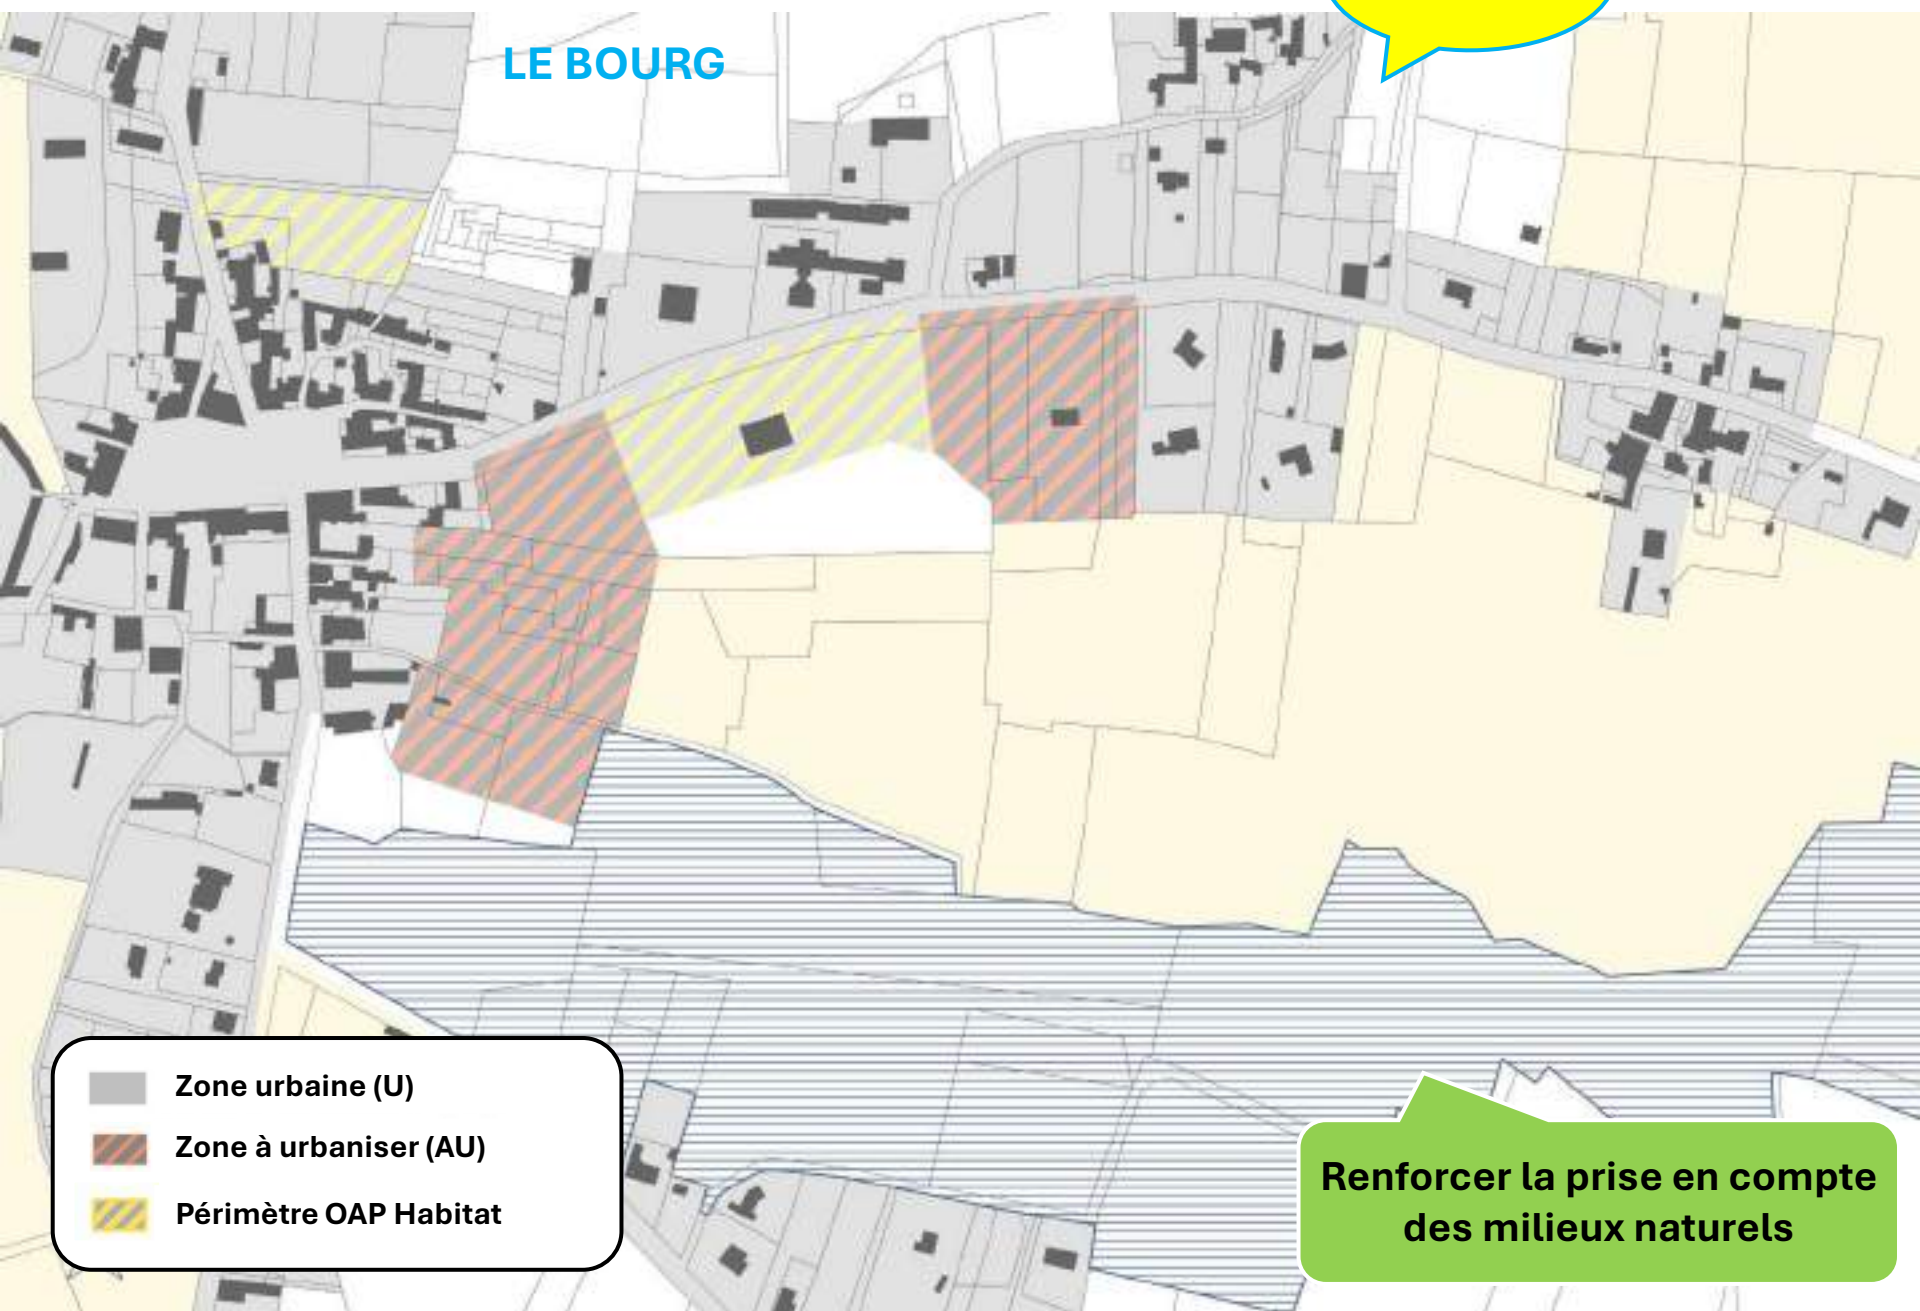 LE BOURG
Zone urbaine (U)
Zone à urbaniser (AU)
Périmètre OAP Habitat
Renforcer la prise en compte
des milieux naturels